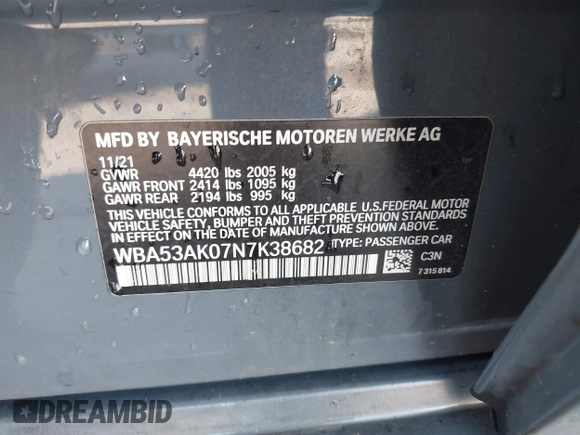 MFD BY BAYERISCHE MOTOREN WERKE AG
11/21
GVWR 4420 lbs 2005 kg
GAWR FRONT 2414 lbs 1095 kg
GAWR REAR 2194 lbs 995 kg
THIS VEHICLE CONFORMS TO ALL APPLICABLE U.S.FEDERAL MOTOR
VEHICLE SAFETY, BUMPER AND THEFT PREVENTION STANDARDS
IN EFFECT ON THE DATE OF MANUFACTURE SHOWN ABOVE.
WBA53AK07N7K38682 TYPE: PASSENGER CAR
C3N
7 315 814
DREAMBID